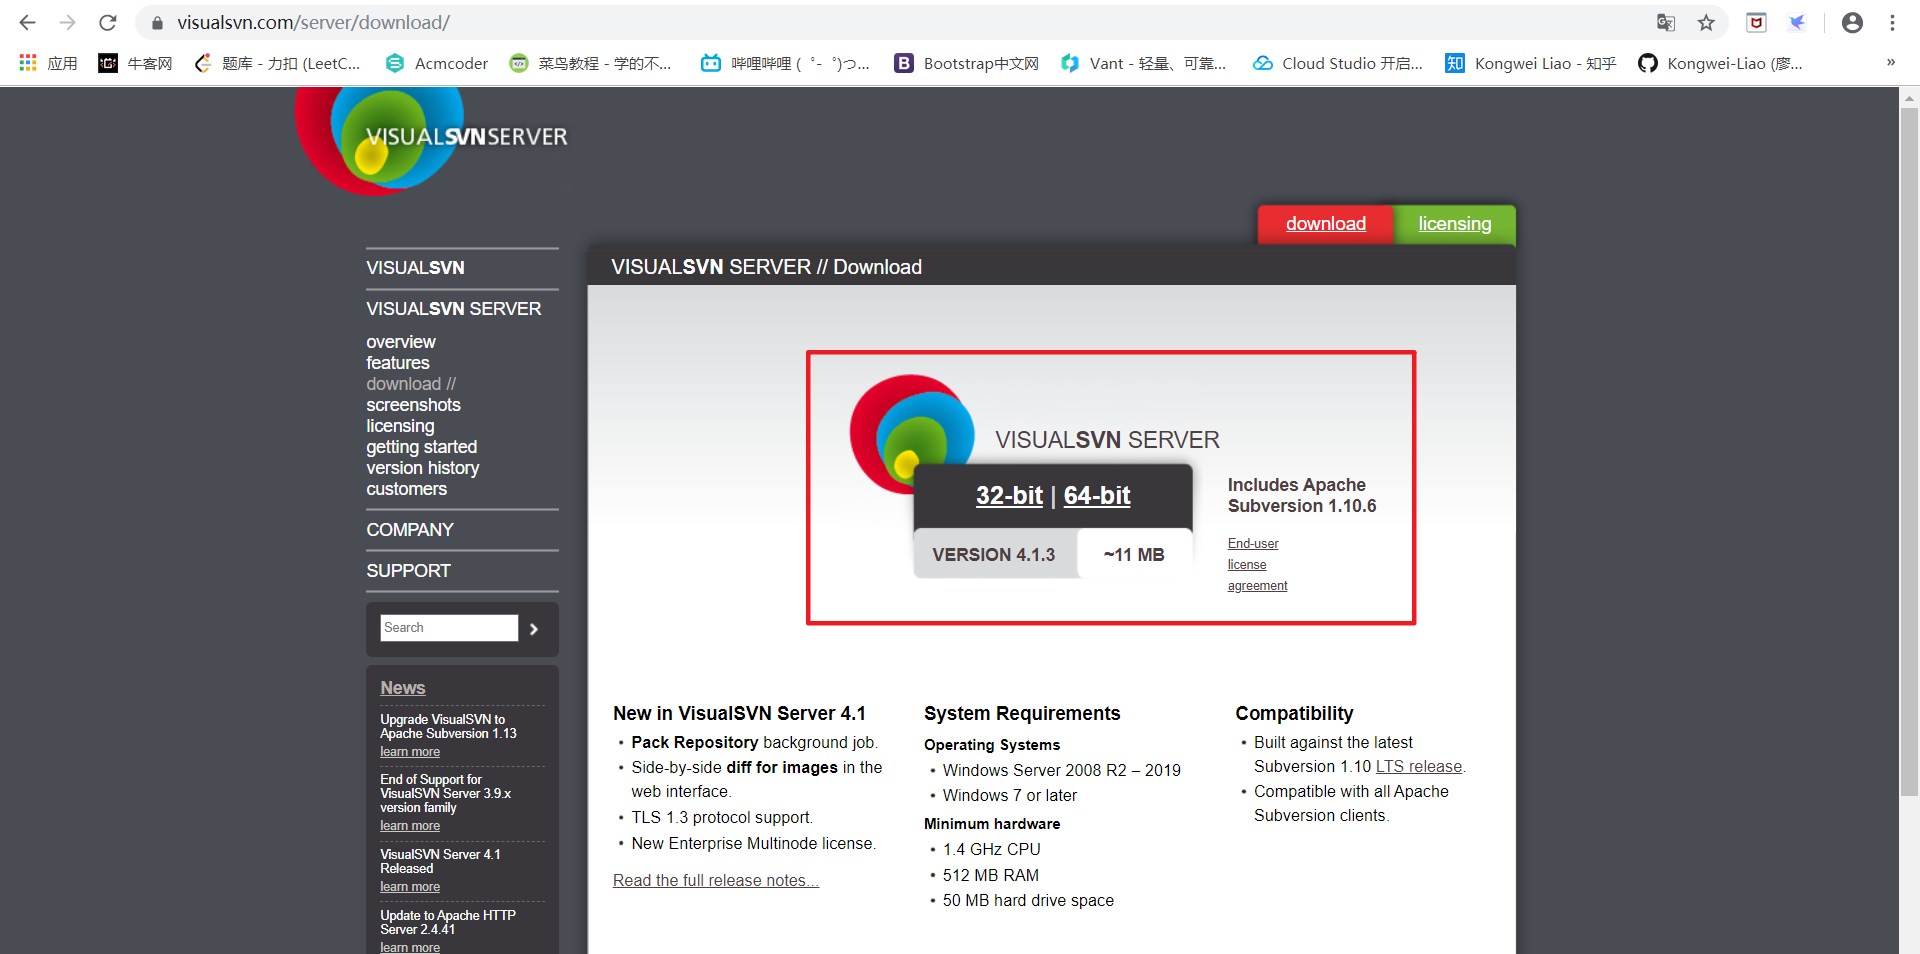 visualsvn.com/server/download/
应用
牛客网
题库 - 力扣 (LeetC...
Acmcoder
菜鸟教程 - 学的不...
哔哩哔哩 ( ゜- ゜)つ...
Bootstrap中文网
Vant - 轻量、可靠...
Cloud Studio 开启...
知 Kongwei Liao - 知乎
Kongwei-Liao (廖...
»
VISUALSVNSERVER
download
licensing
VISUALSVN
VISUALSVN SERVER
overview
features
download //
screenshots
licensing
getting started
version history
customers
COMPANY
SUPPORT
Search
News
Upgrade VisualSVN to
Apache Subversion 1.13
learn more
End of Support for
VisualSVN Server 3.9.x
version family
learn more
VisualSVN Server 4.1
Released
learn more
Update to Apache HTTP
Server 2.4.41
learn more
VISUALSVN SERVER // Download
VISUALSVN SERVER
32-bit | 64-bit
VERSION 4.1.3
~11 MB
Includes Apache
Subversion 1.10.6
End-user
license
agreement
New in VisualSVN Server 4.1
• Pack Repository background job.
• Side-by-side diff for images in the
web interface.
• TLS 1.3 protocol support.
• New Enterprise Multinode license.
Read the full release notes...
System Requirements
Operating Systems
• Windows Server 2008 R2 – 2019
• Windows 7 or later
Minimum hardware
• 1.4 GHz CPU
• 512 MB RAM
• 50 MB hard drive space
Compatibility
• Built against the latest
Subversion 1.10 LTS release.
• Compatible with all Apache
Subversion clients.